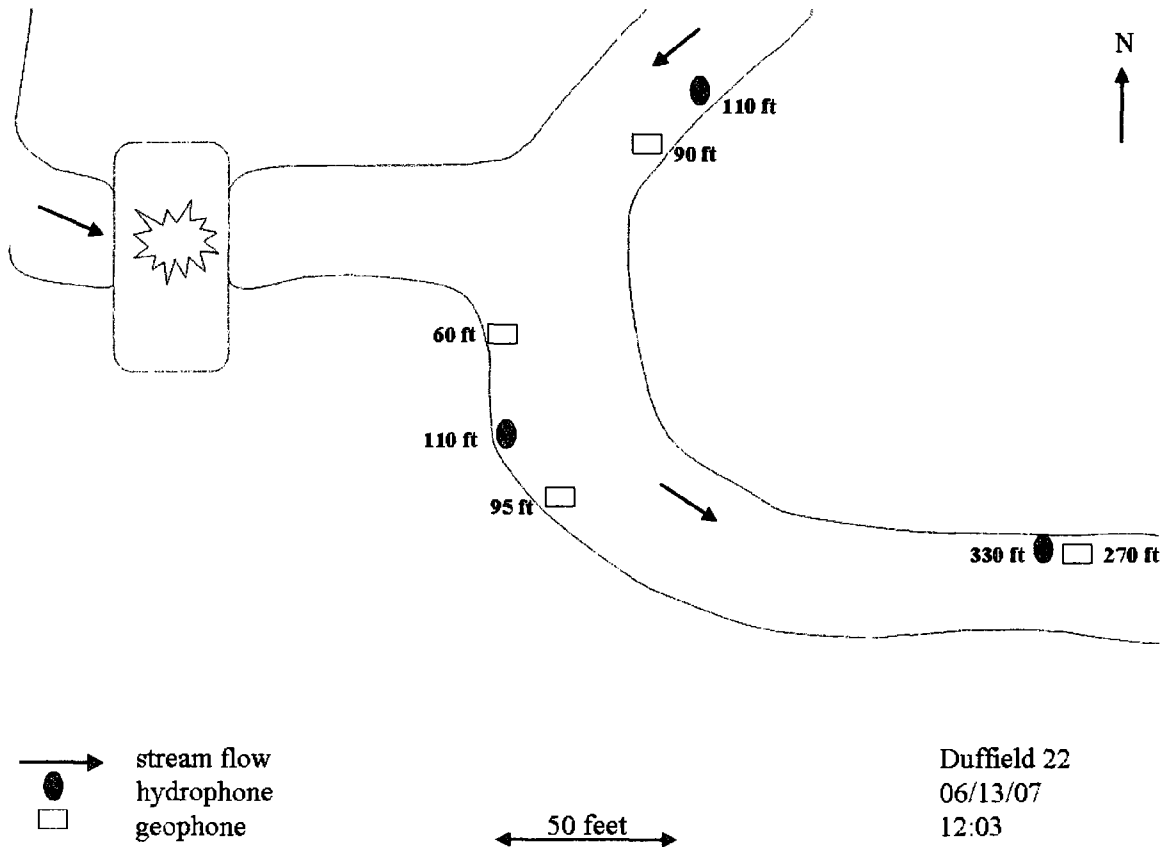 N
110 ft
90 ft
60 ft
110 ft
95 ft
330 ft
270 ft
stream flow
hydrophone
geophone
50 feet
Duffield 22
06/13/07
12:03